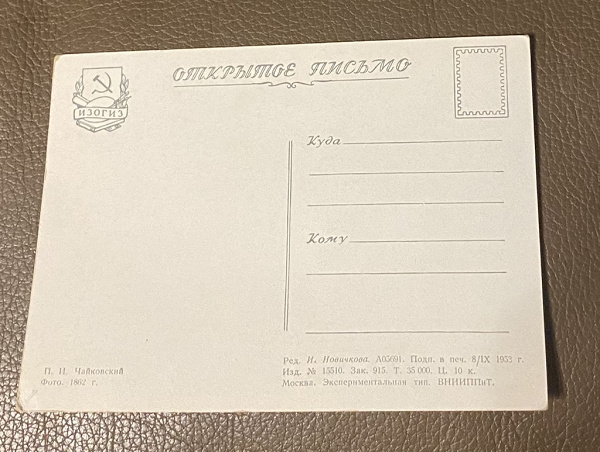 ОТКРЫТОЕ ПИСЬМО
ИЗОГИЗ
Куда
Кому
П. И. Чайковский
Фото. 1862 г.
Ред. И. Новичкова. А05691. Подп. в печ. 8/IX 1953 г.
Изд. № 15510. Зак. 915. Т. 35 000. Ц. 10 к.
Москва. Экспериментальная тип. ВНИИППиТ.